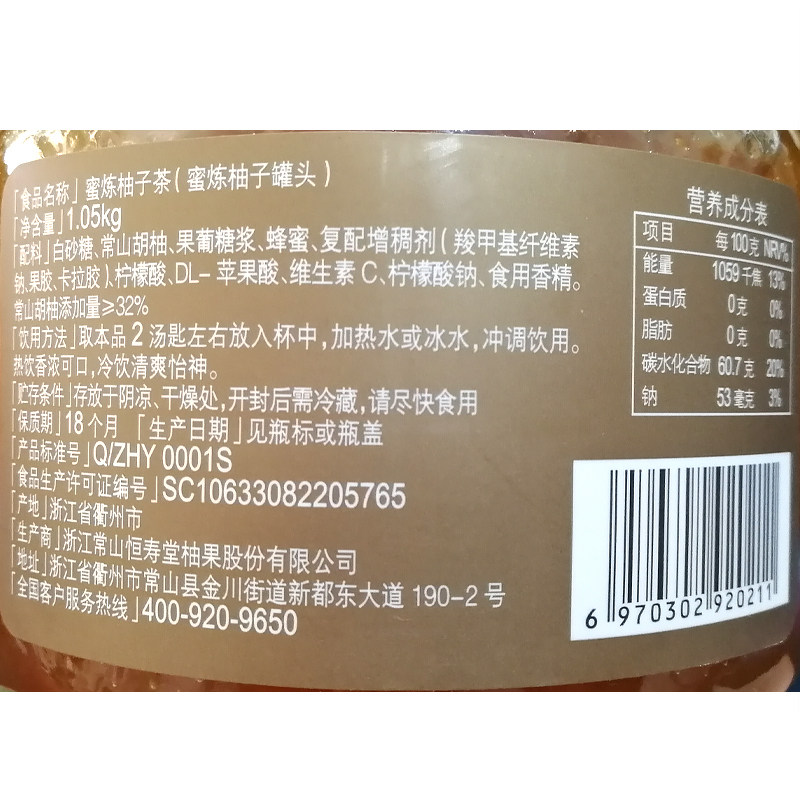 「食品名称」蜜炼柚子茶(蜜炼柚子罐头)
「净含量」1.05kg
「配料」白砂糖、常山胡柚、果葡糖浆、蜂蜜、复配增稠剂(羧甲基纤维素
钠、果胶、卡拉胶)、柠檬酸、DL-苹果酸、维生素C、柠檬酸钠、食用香精。
常山胡柚添加量≥32%
「饮用方法」取本品2汤匙左右放入杯中,加热水或冰水,冲调饮用。
热饮香浓可口,冷饮清爽怡神。
「贮存条件」存放于阴凉、干燥处,开封后需冷藏,请尽快食用
「保质期」18个月 「生产日期」见瓶标或瓶盖
「产品标准号」Q/ZHY 0001S
「食品生产许可证编号」SC10633082205765
「产地」浙江省衢州市
「生产商」浙江常山恒寿堂柚果股份有限公司
「地址」浙江省衢州市常山县金川街道新都东大道 190-2号
「全国客户服务热线」400-920-9650
营养成分表
项目 每100克 NRV%
能量 1059千焦 13%
蛋白质 0克 0%
脂肪 0克 0%
碳水化合物 60.7克 20%
钠 53毫克 3%
6 970302 920211